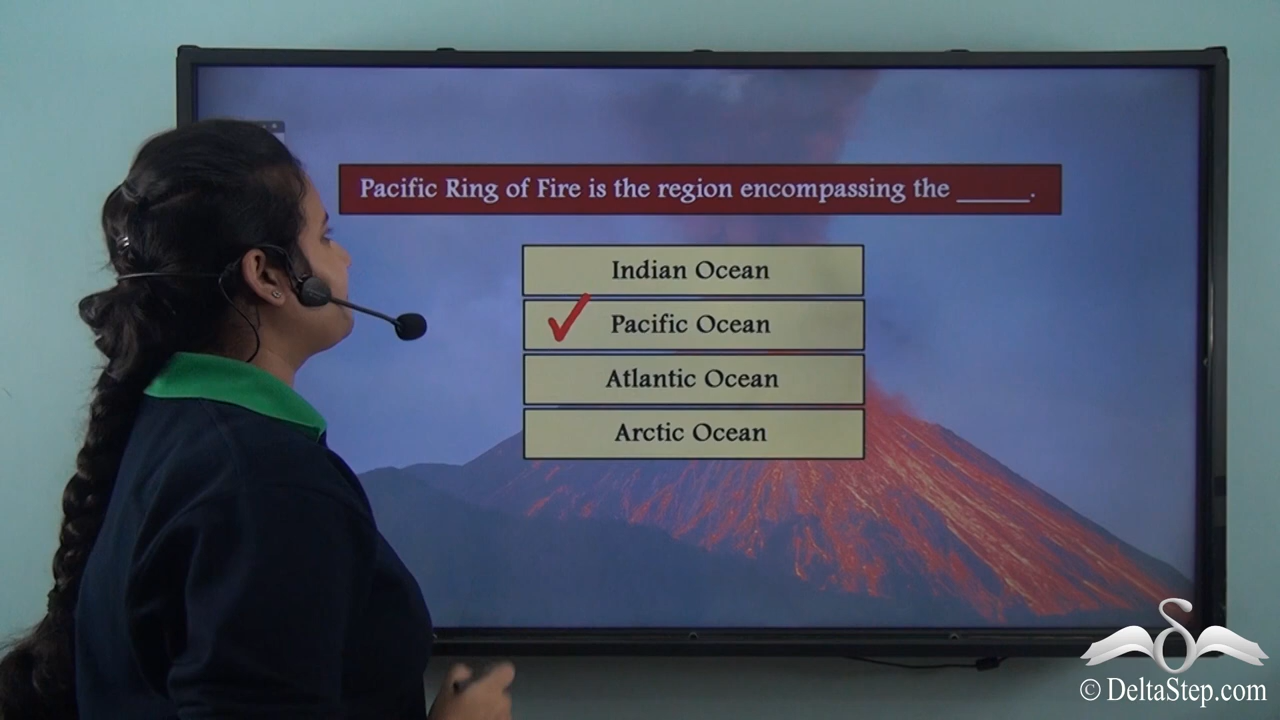 Pacific Ring of Fire is the region encompassing the ______.
Indian Ocean
Pacific Ocean
Atlantic Ocean
Arctic Ocean
© DeltaStep.com